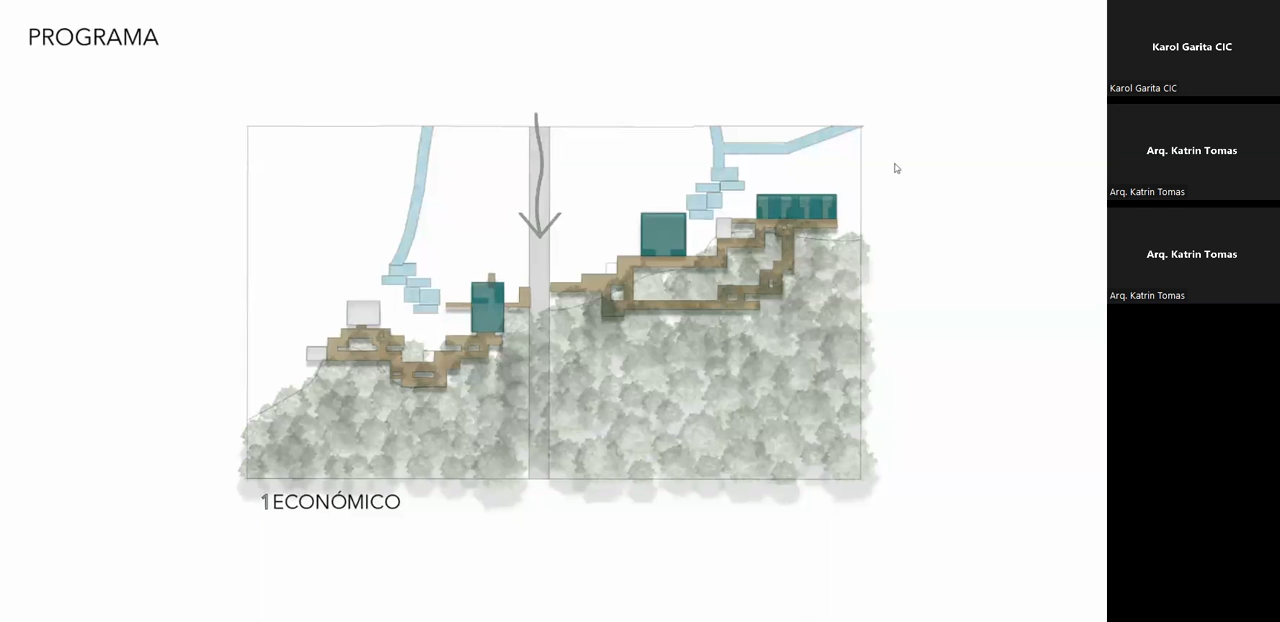 PROGRAMA
1 ECONÓMICO
Karol Garita CIC
Karol Garita CIC
Arq. Katrin Tomas
Arq. Katrin Tomas
Arq. Katrin Tomas
Arq. Katrin Tomas